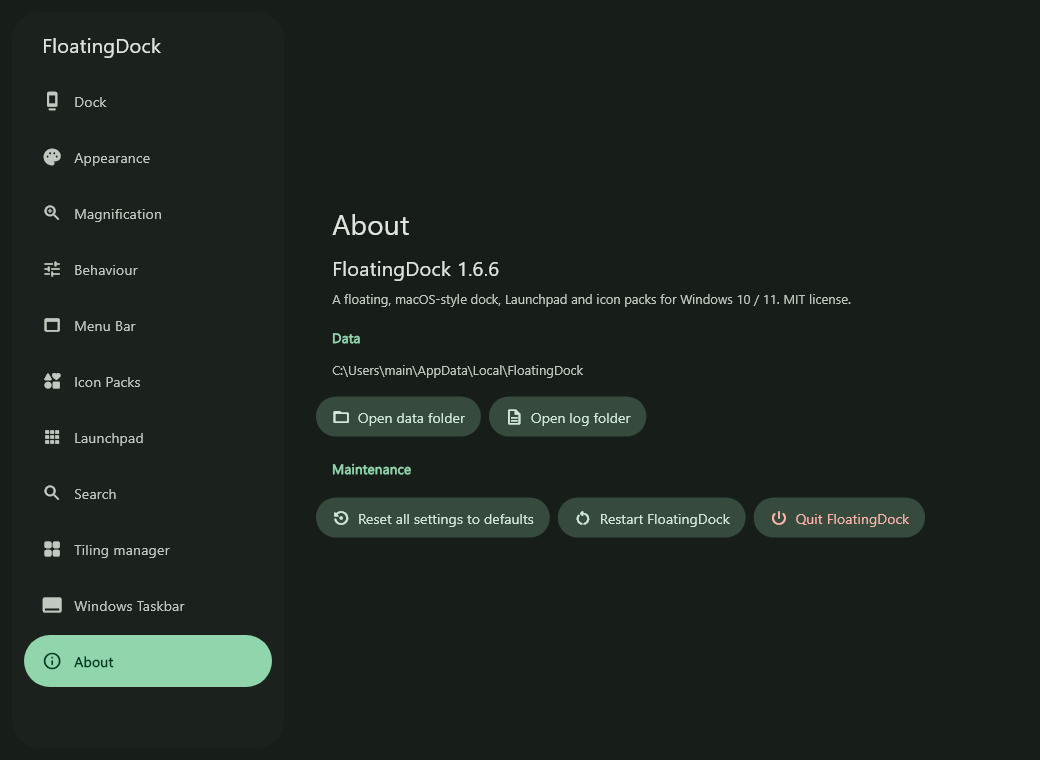 FloatingDock
Dock
Appearance
Magnification
Behaviour
Menu Bar
Icon Packs
Launchpad
Search
Tiling manager
Windows Taskbar
About
About
FloatingDock 1.6.6
A floating, macOS-style dock, Launchpad and icon packs for Windows 10 / 11. MIT license.
Data
C:\Users\main\AppData\Local\FloatingDock
Open data folder
Open log folder
Maintenance
Reset all settings to defaults
Restart FloatingDock
Quit FloatingDock